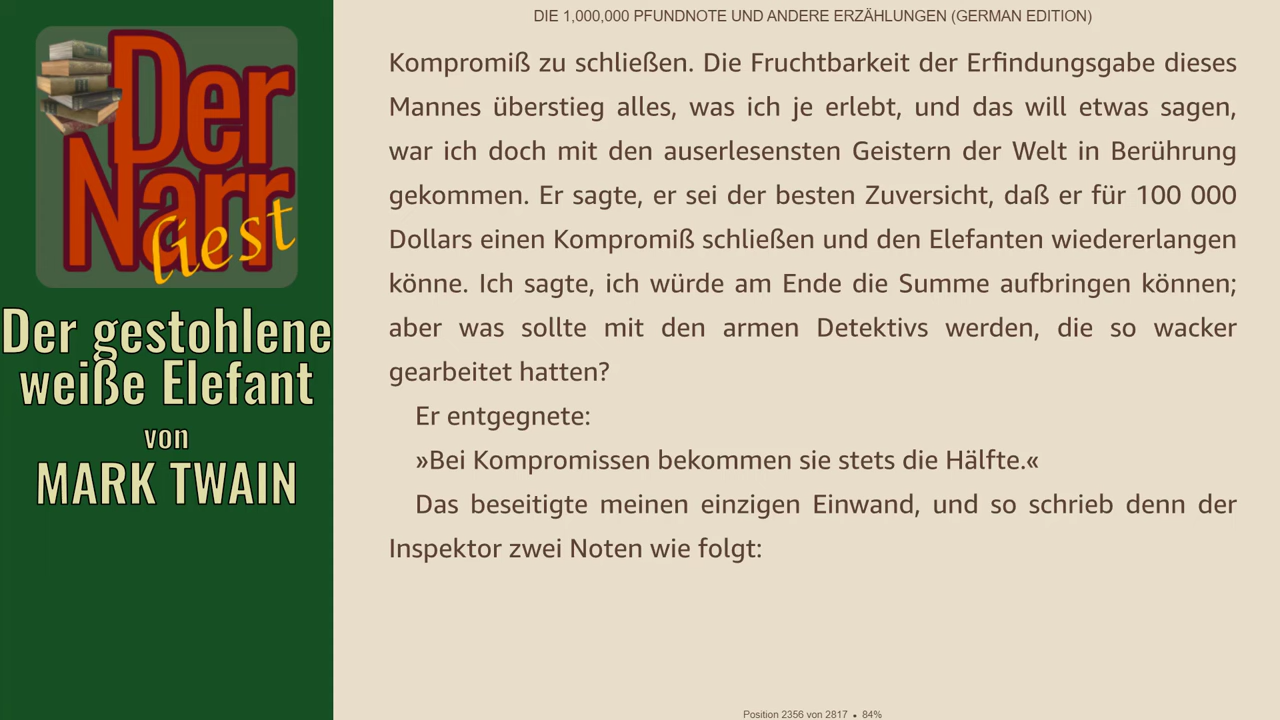 Der
Narr
liest
Der gestohlene
weiße Elefant
von
MARK TWAIN
DIE 1,000,000 PFUNDNOTE UND ANDERE ERZÄHLUNGEN (GERMAN EDITION)
Kompromiß zu schließen. Die Fruchtbarkeit der Erfindungsgabe dieses
Mannes überstieg alles, was ich je erlebt, und das will etwas sagen,
war ich doch mit den auserlesensten Geistern der Welt in Berührung
gekommen. Er sagte, er sei der besten Zuversicht, daß er für 100 000
Dollars einen Kompromiß schließen und den Elefanten wiedererlangen
könne. Ich sagte, ich würde am Ende die Summe aufbringen können;
aber was sollte mit den armen Detektivs werden, die so wacker
gearbeitet hatten?
Er entgegnete:
»Bei Kompromissen bekommen sie stets die Hälfte.«
Das beseitigte meinen einzigen Einwand, und so schrieb denn der
Inspektor zwei Noten wie folgt:
Position 2356 von 2817 • 84%